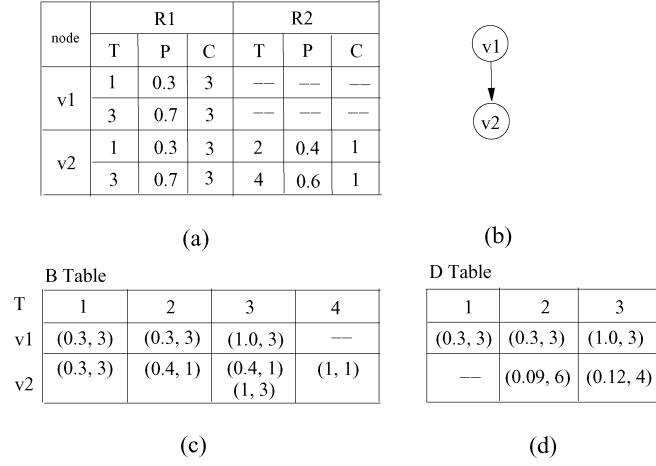 node R1 R2
T P C T P C
v1 1 0.3 3 —— —— ——
3 0.7 3 —— —— ——
v2 1 0.3 3 2 0.4 1
3 0.7 3 4 0.6 1
(a)
v1
v2
(b)
B Table
T 1 2 3 4
v1 (0.3, 3) (0.3, 3) (1.0, 3) ——
v2 (0.3, 3) (0.4, 1) (0.4, 1) (1, 1)
(1, 3)
(c)
D Table
1 2 3
(0.3, 3) (0.3, 3) (1.0, 3)
—— (0.09, 6) (0.12, 4)
(d)